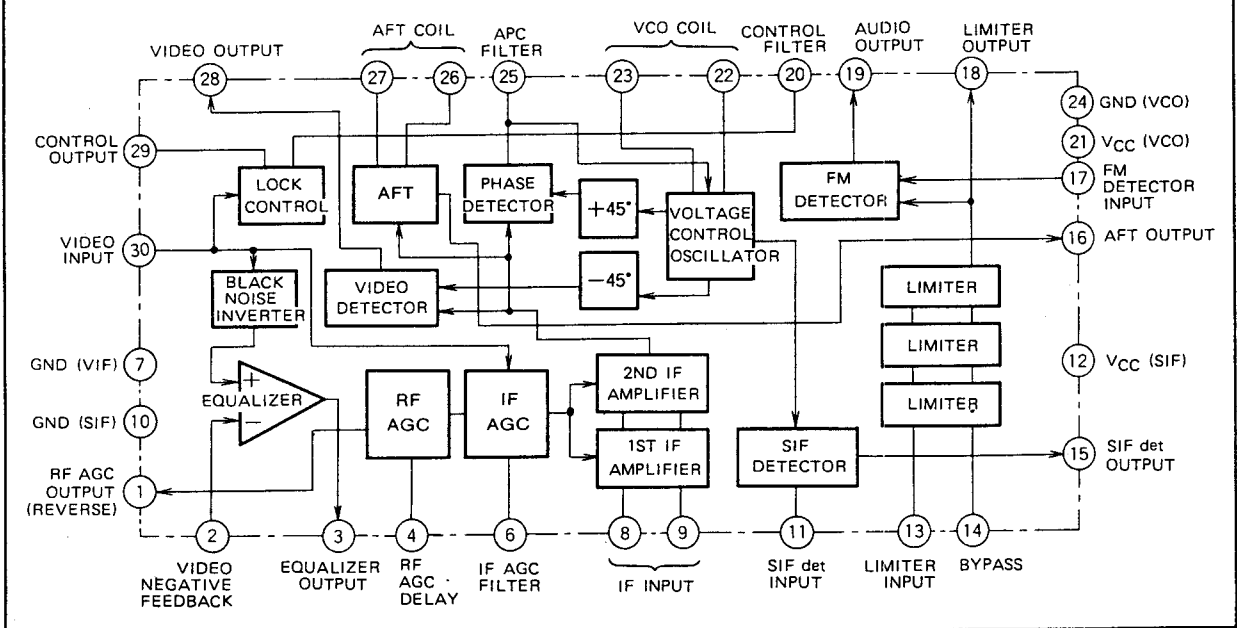 VIDEO OUTPUT
28
AFT COIL
27
26
APC
FILTER
25
VCO COIL
23
22
CONTROL
FILTER
20
AUDIO
OUTPUT
19
LIMITER
OUTPUT
18
24
GND (VCO)
21
VCC (VCO)
17
FM
DETECTOR
INPUT
16
AFT OUTPUT
12
VCC (SIF)
15
SIF det
OUTPUT
CONTROL
OUTPUT
29
VIDEO
INPUT
30
GND (VIF)
7
GND (SIF)
10
RF AGC
OUTPUT
(REVERSE)
1
LOCK
CONTROL
AFT
PHASE
DETECTOR
+45°
VOLTAGE
CONTROL
OSCILLATOR
FM
DETECTOR
BLACK
NOISE
INVERTER
VIDEO
DETECTOR
−45°
LIMITER
LIMITER
LIMITER
+
EQUALIZER
−
RF
AGC
IF
AGC
2ND IF
AMPLIFIER
1ST IF
AMPLIFIER
SIF
DETECTOR
2
VIDEO
NEGATIVE
FEEDBACK
3
EQUALIZER
OUTPUT
4
RF
AGC
DELAY
6
IF AGC
FILTER
8
9
IF INPUT
11
SIF det
INPUT
13
LIMITER
INPUT
14
BYPASS